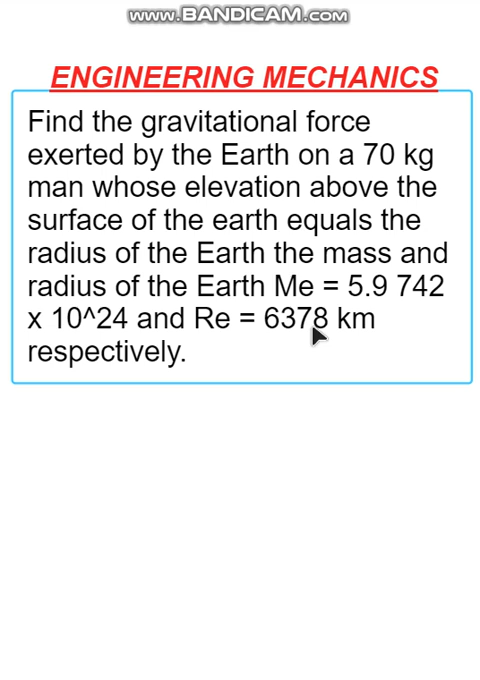 www.BANDICAM.com
ENGINEERING MECHANICS
Find the gravitational force
exerted by the Earth on a 70 kg
man whose elevation above the
surface of the earth equals the
radius of the Earth the mass and
radius of the Earth Me = 5.9 742
x 10^24 and Re = 6378 km
respectively.